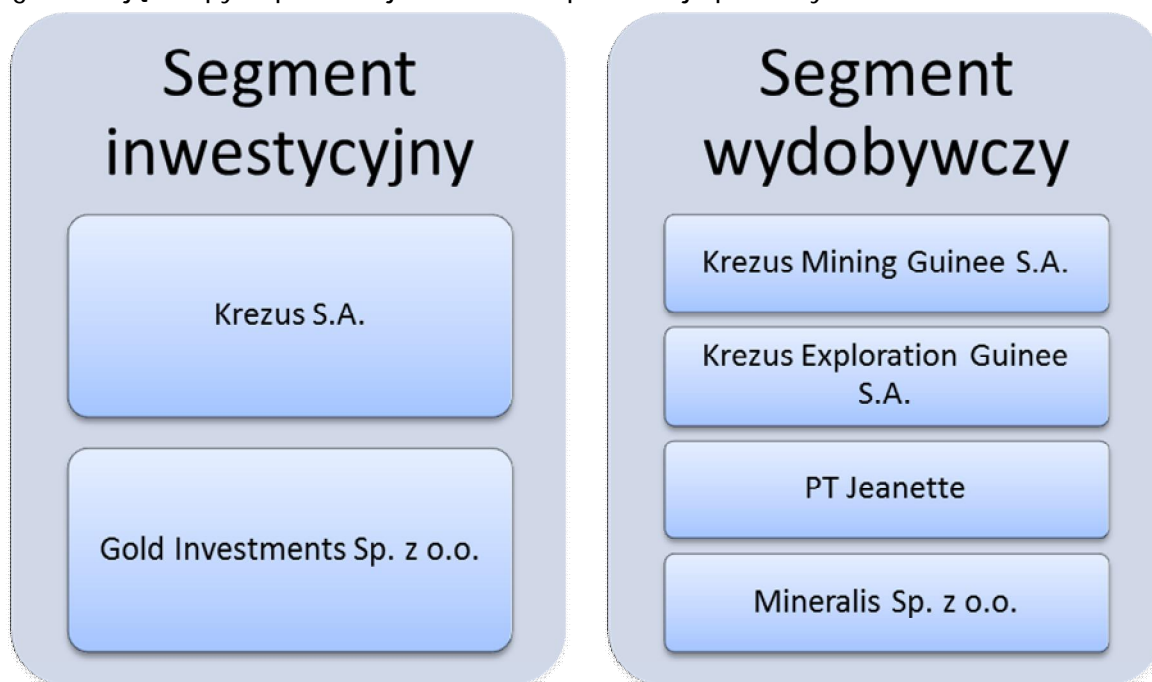 Segment
inwestycyjny
Krezus S.A.
Gold Investments Sp. z o.o.
Segment
wydobywczy
Krezus Mining Guinee S.A.
Krezus Exploration Guinee
S.A.
PT Jeanette
Mineralis Sp. z o.o.